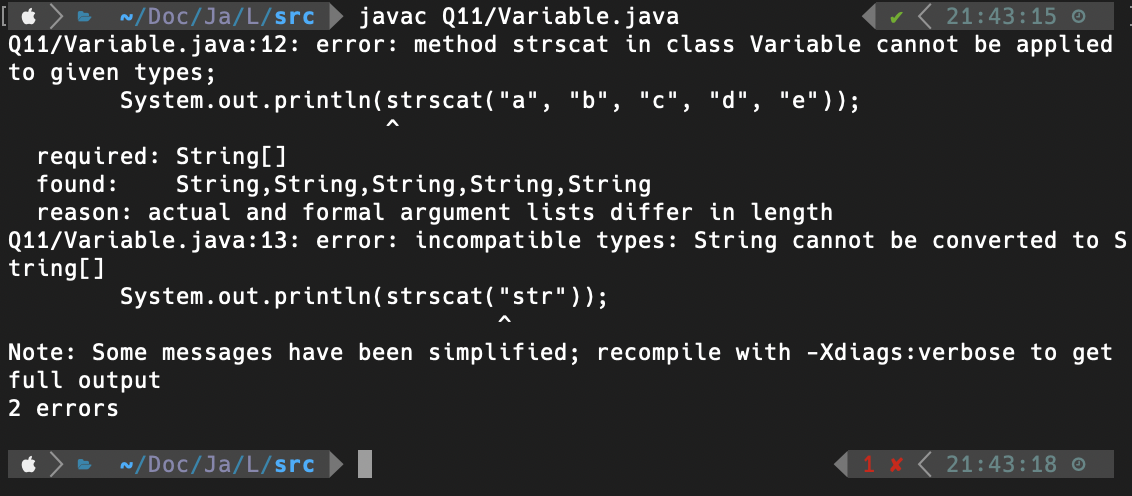 ~/Doc/Ja/L/src javac Q11/Variable.java ✔ 21:43:15
Q11/Variable.java:12: error: method strscat in class Variable cannot be applied
to given types;
        System.out.println(strscat("a", "b", "c", "d", "e"));
                           ^
  required: String[]
  found:    String,String,String,String,String
  reason: actual and formal argument lists differ in length
Q11/Variable.java:13: error: incompatible types: String cannot be converted to S
tring[]
        System.out.println(strscat("str"));
                                   ^
Note: Some messages have been simplified; recompile with -Xdiags:verbose to get
full output
2 errors
~/Doc/Ja/L/src 1 ✘ 21:43:18